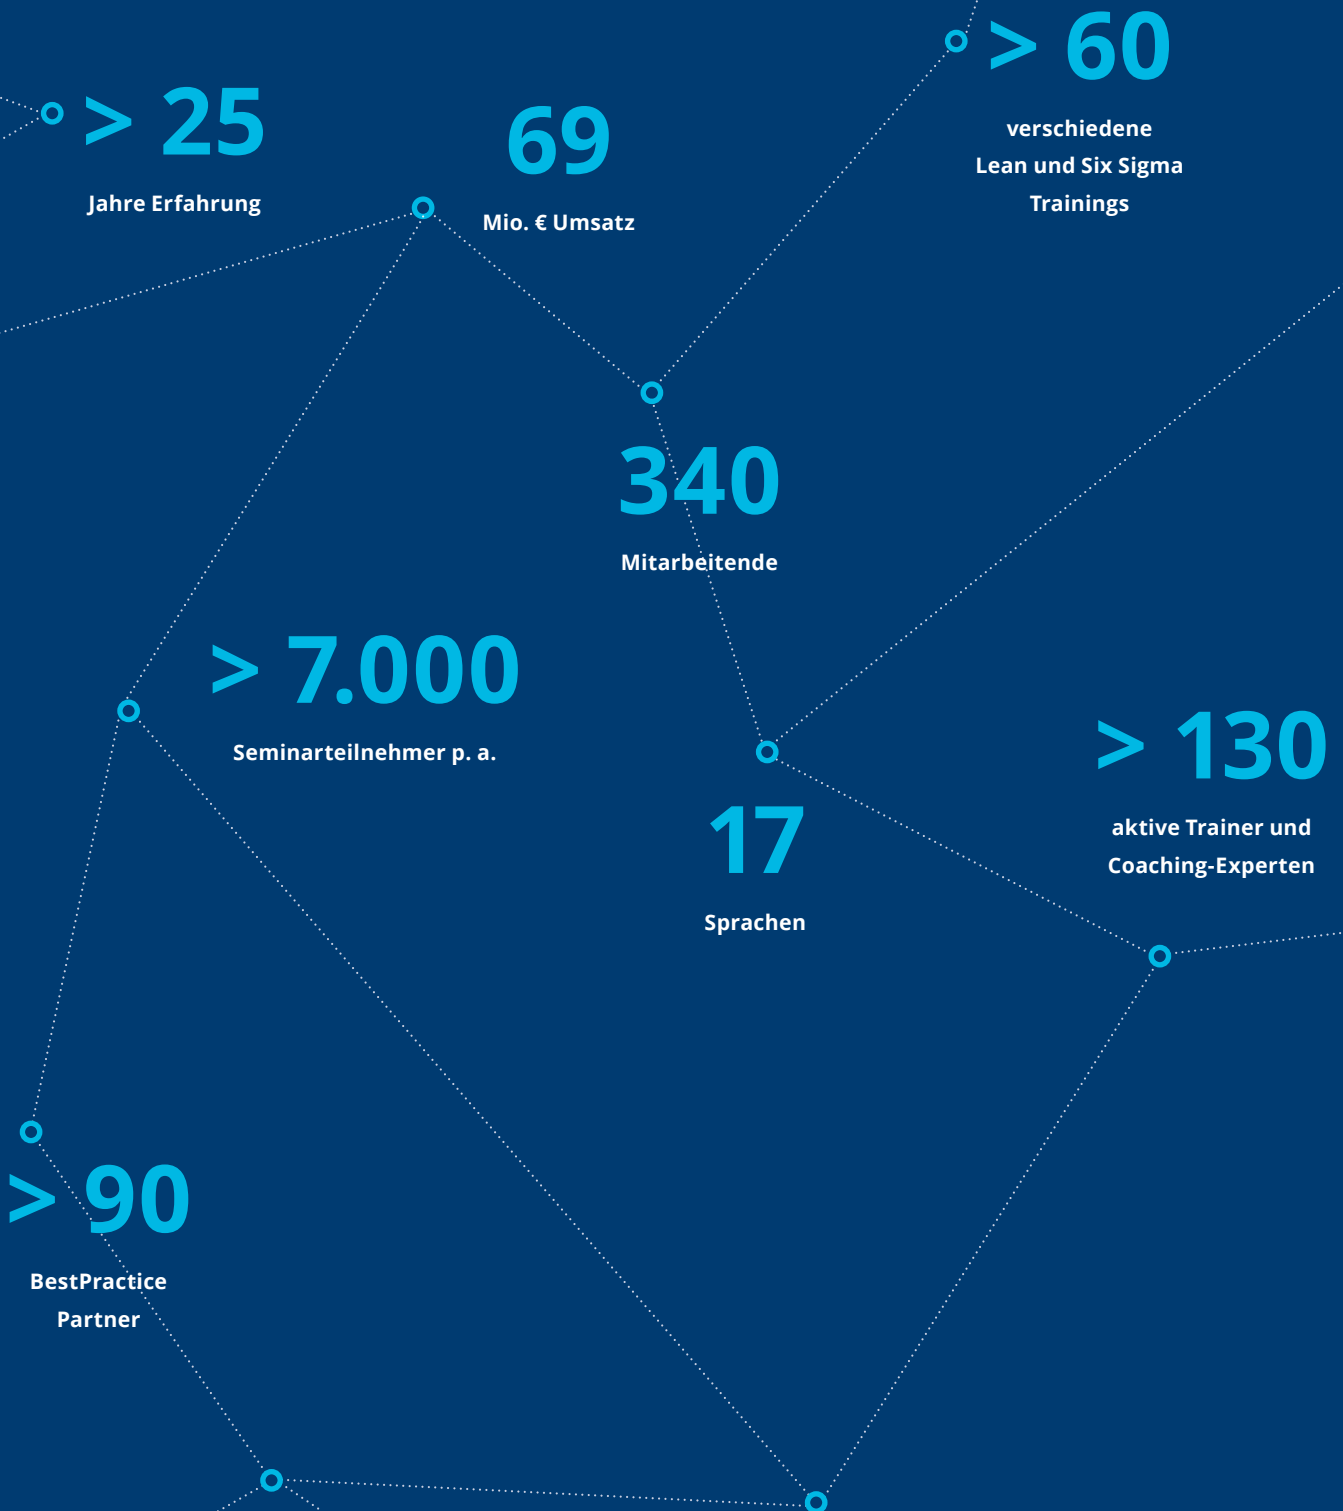 > 25
Jahre Erfahrung
69
Mio. € Umsatz
> 60
verschiedene
Lean und Six Sigma
Trainings
340
Mitarbeitende
> 7.000
Seminarteilnehmer p. a.
17
Sprachen
> 130
aktive Trainer und
Coaching-Experten
> 90
BestPractice
Partner